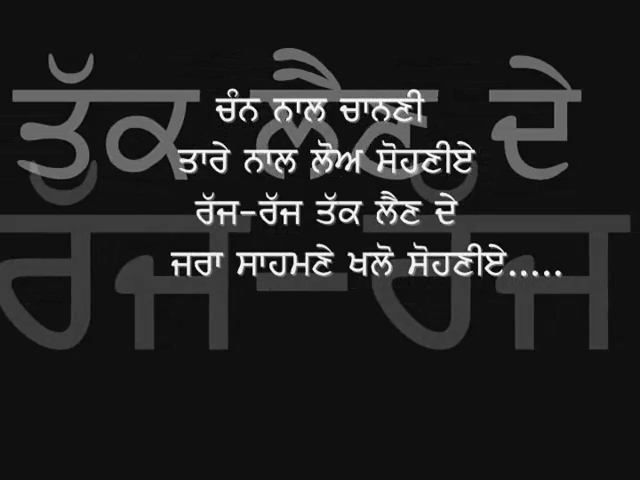 ਤੱਕ ਲੈਣ ਦੇ
ਰੱਜ-ਰੱਜ
ਚੰਨ ਨਾਲ ਚਾਨਣੀ
ਤਾਰੇ ਨਾਲ ਲੋਅ ਸੋਹਣੀਏ
ਰੱਜ-ਰੱਜ ਤੱਕ ਲੈਣ ਦੇ
ਜਰਾ ਸਾਹਮਣੇ ਖਲੋ ਸੋਹਣੀਏ.....